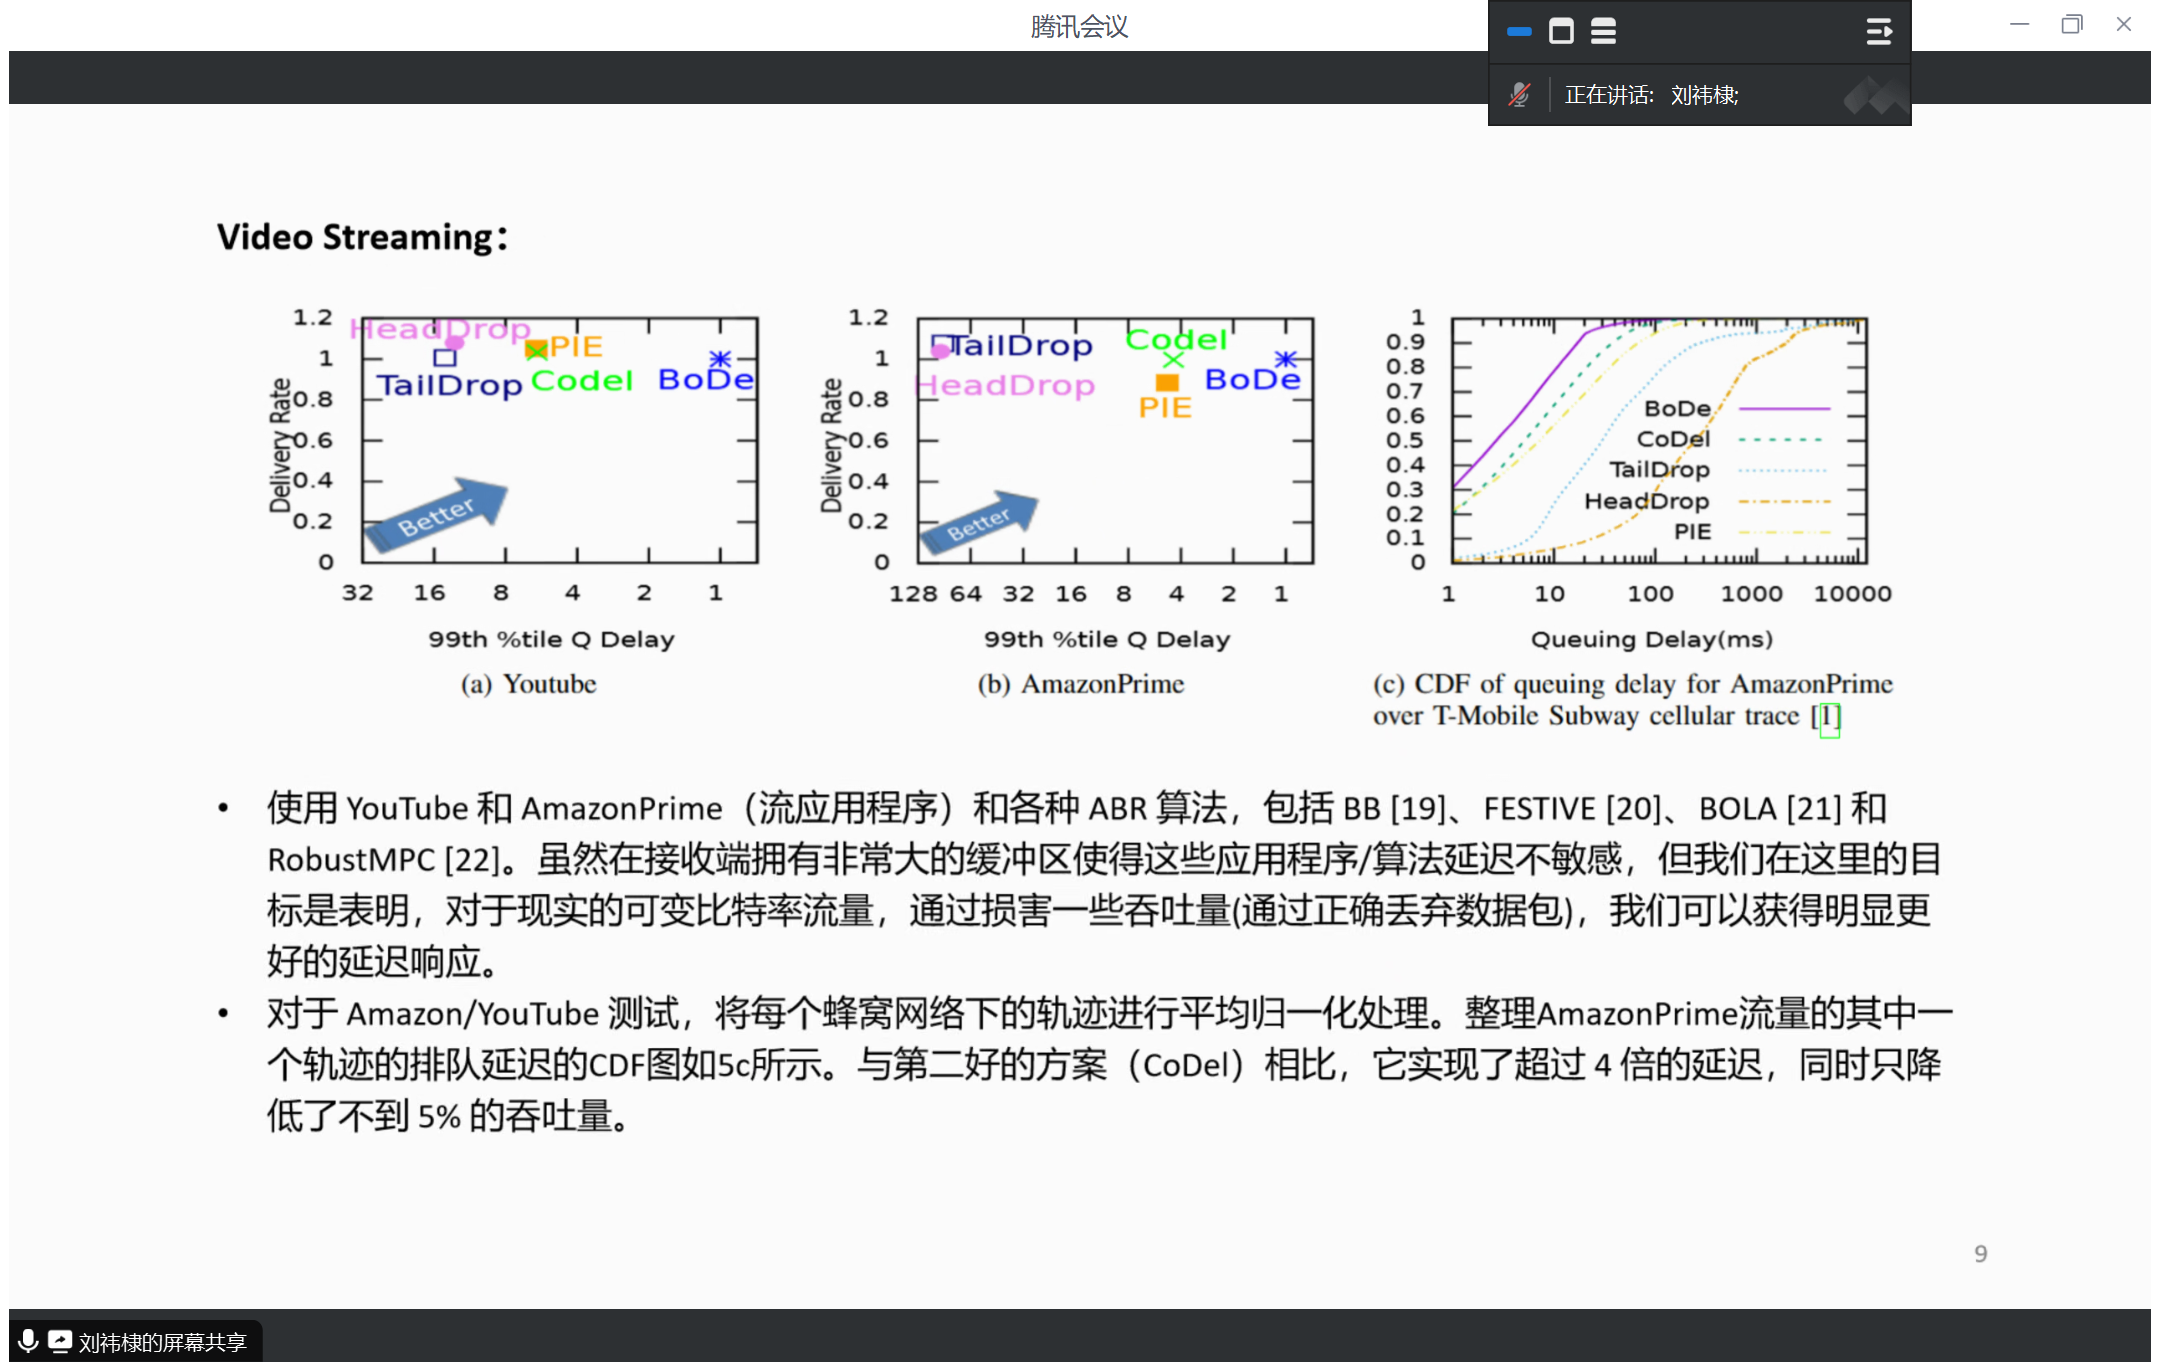 腾讯会议
正在讲话: 刘祎棣;
Video Streaming：
1.2
1
0.8
0.6
0.4
0.2
0
Delivery Rate
HeadDrop
PIE
TailDrop
Codel
BoDe
Better
32 16 8 4 2 1
99th %tile Q Delay
(a) Youtube
1.2
1
0.8
0.6
0.4
0.2
0
Delivery Rate
Codel
TailDrop
HeadDrop
BoDe
PIE
Better
128 64 32 16 8 4 2 1
99th %tile Q Delay
(b) AmazonPrime
1
0.9
0.8
0.7
0.6
0.5
0.4
0.3
0.2
0.1
0
BoDe
CoDel
TailDrop
HeadDrop
PIE
1 10 100 1000 10000
Queuing Delay(ms)
(c) CDF of queuing delay for AmazonPrime
over T-Mobile Subway cellular trace [1]
• 使用 YouTube 和 AmazonPrime（流应用程序）和各种 ABR 算法，包括 BB [19]、FESTIVE [20]、BOLA [21] 和
RobustMPC [22]。虽然在接收端拥有非常大的缓冲区使得这些应用程序/算法延迟不敏感，但我们在这里的目
标是表明，对于现实的可变比特率流量，通过损害一些吞吐量(通过正确丢弃数据包)，我们可以获得明显更
好的延迟响应。
• 对于 Amazon/YouTube 测试，将每个蜂窝网络下的轨迹进行平均归一化处理。整理AmazonPrime流量的其中一
个轨迹的排队延迟的CDF图如5c所示。与第二好的方案（CoDel）相比，它实现了超过 4 倍的延迟，同时只降
低了不到 5% 的吞吐量。
9
刘祎棣的屏幕共享